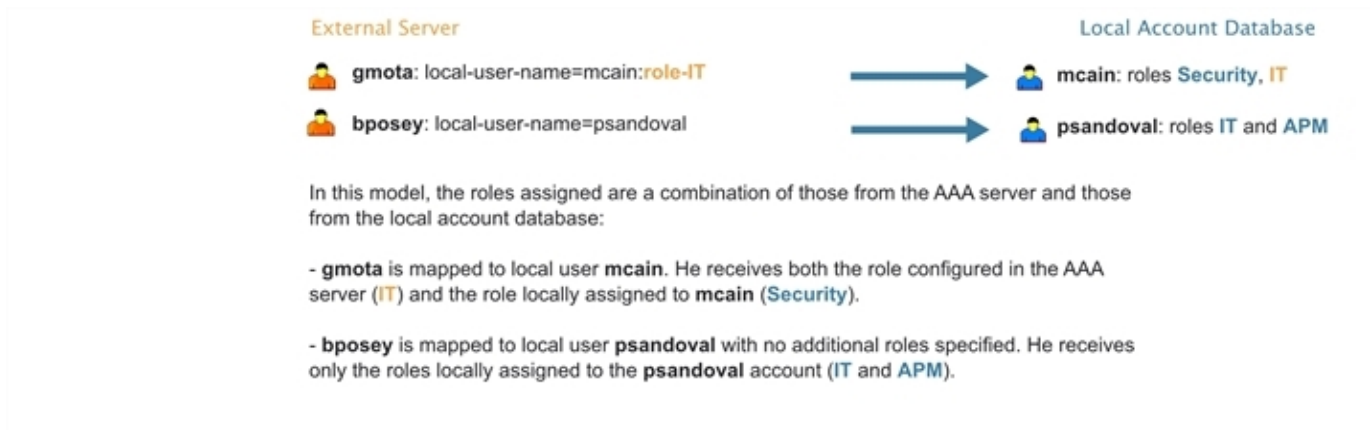 External Server
Local Account Database
gmota: local-user-name=mcain:role-IT
mcain: roles Security, IT
bposey: local-user-name=psandoval
psandoval: roles IT and APM
In this model, the roles assigned are a combination of those from the AAA server and those
from the local account database:
- gmota is mapped to local user mcain. He receives both the role configured in the AAA
server (IT) and the role locally assigned to mcain (Security).
- bposey is mapped to local user psandoval with no additional roles specified. He receives
only the roles locally assigned to the psandoval account (IT and APM).